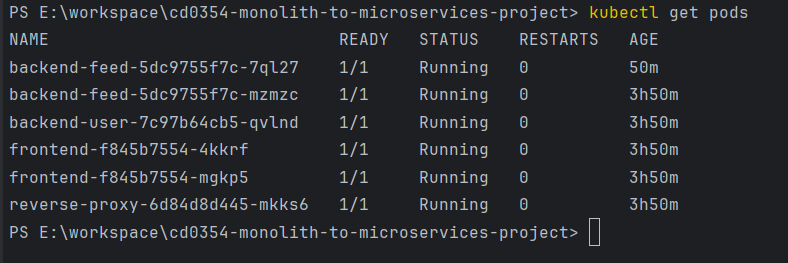 PS E:\workspace\cd0354-monolith-to-microservices-project> kubectl get pods
NAME READY STATUS RESTARTS AGE
backend-feed-5dc9755f7c-7ql27 1/1 Running 0 50m
backend-feed-5dc9755f7c-mzmzc 1/1 Running 0 3h50m
backend-user-7c97b64cb5-qvlnd 1/1 Running 0 3h50m
frontend-f845b7554-4kkrf 1/1 Running 0 3h50m
frontend-f845b7554-mgkp5 1/1 Running 0 3h50m
reverse-proxy-6d84d8d445-mkks6 1/1 Running 0 3h50m
PS E:\workspace\cd0354-monolith-to-microservices-project>